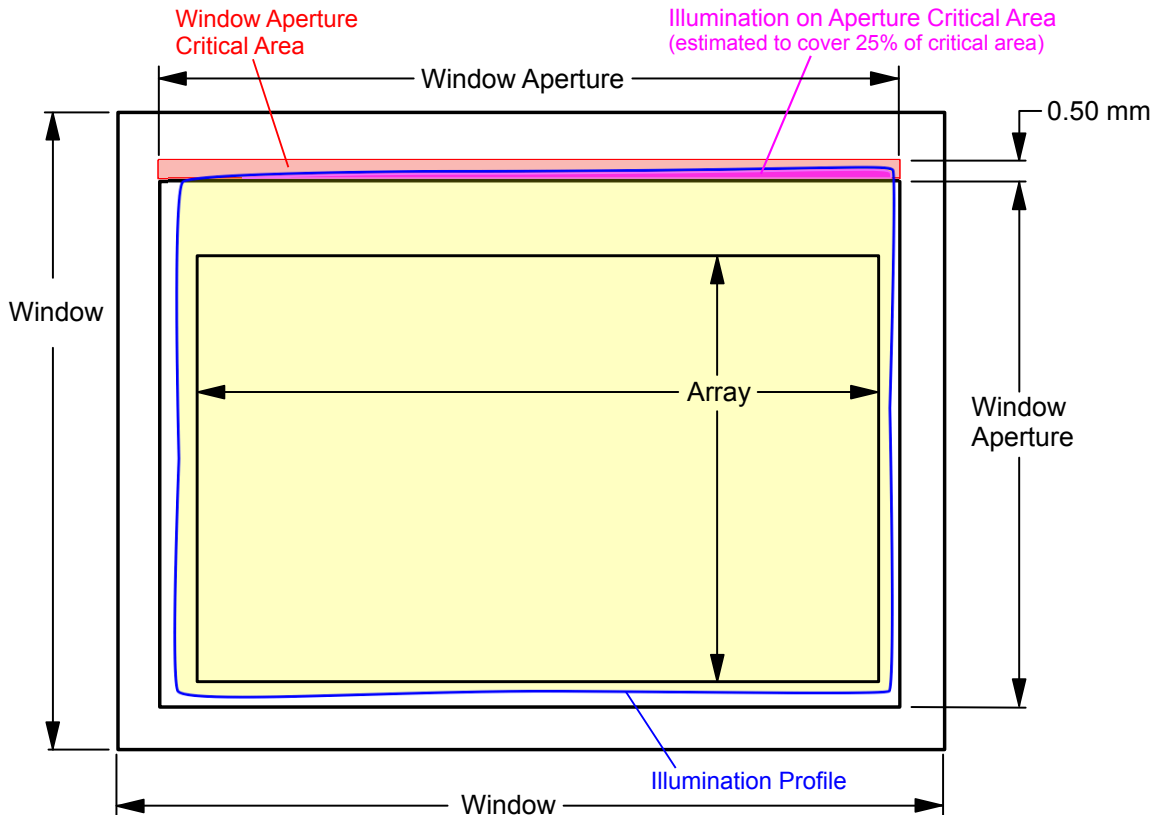 Window Aperture
Critical Area
Illumination on Aperture Critical Area
(estimated to cover 25% of critical area)
Window Aperture
0.50 mm
Window
Array
Window
Aperture
Illumination Profile
Window